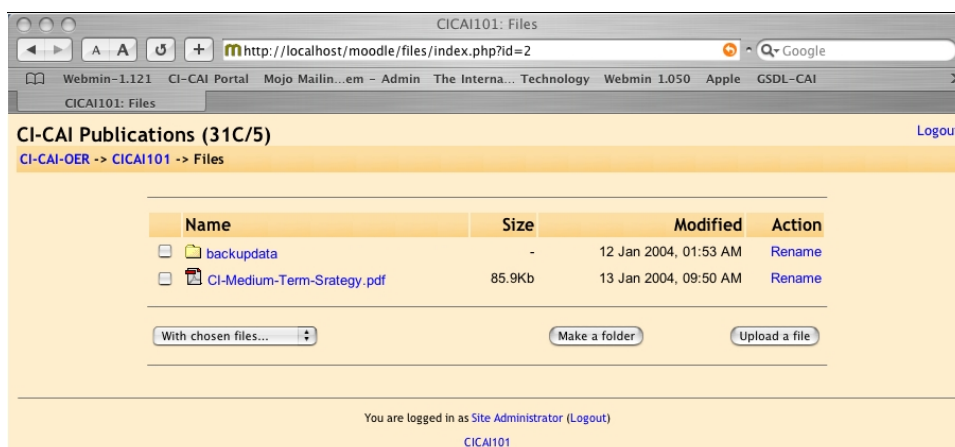 CICAI101: Files
A A + http://localhost/moodle/files/index.php?id=2 Q Google
Webmin-1.121 CI-CAI Portal Mojo Mailin...em - Admin The Interna... Technology Webmin 1.050 Apple GSDL-CAI
CICAI101: Files
CI-CAI Publications (31C/5) Logout
CI-CAI-OER -> CICAI101 -> Files
Name Size Modified Action
backupdata - 12 Jan 2004, 01:53 AM Rename
CI-Medium-Term-Srategy.pdf 85.9Kb 13 Jan 2004, 09:50 AM Rename
With chosen files... Make a folder Upload a file
You are logged in as Site Administrator (Logout)
CICAI101